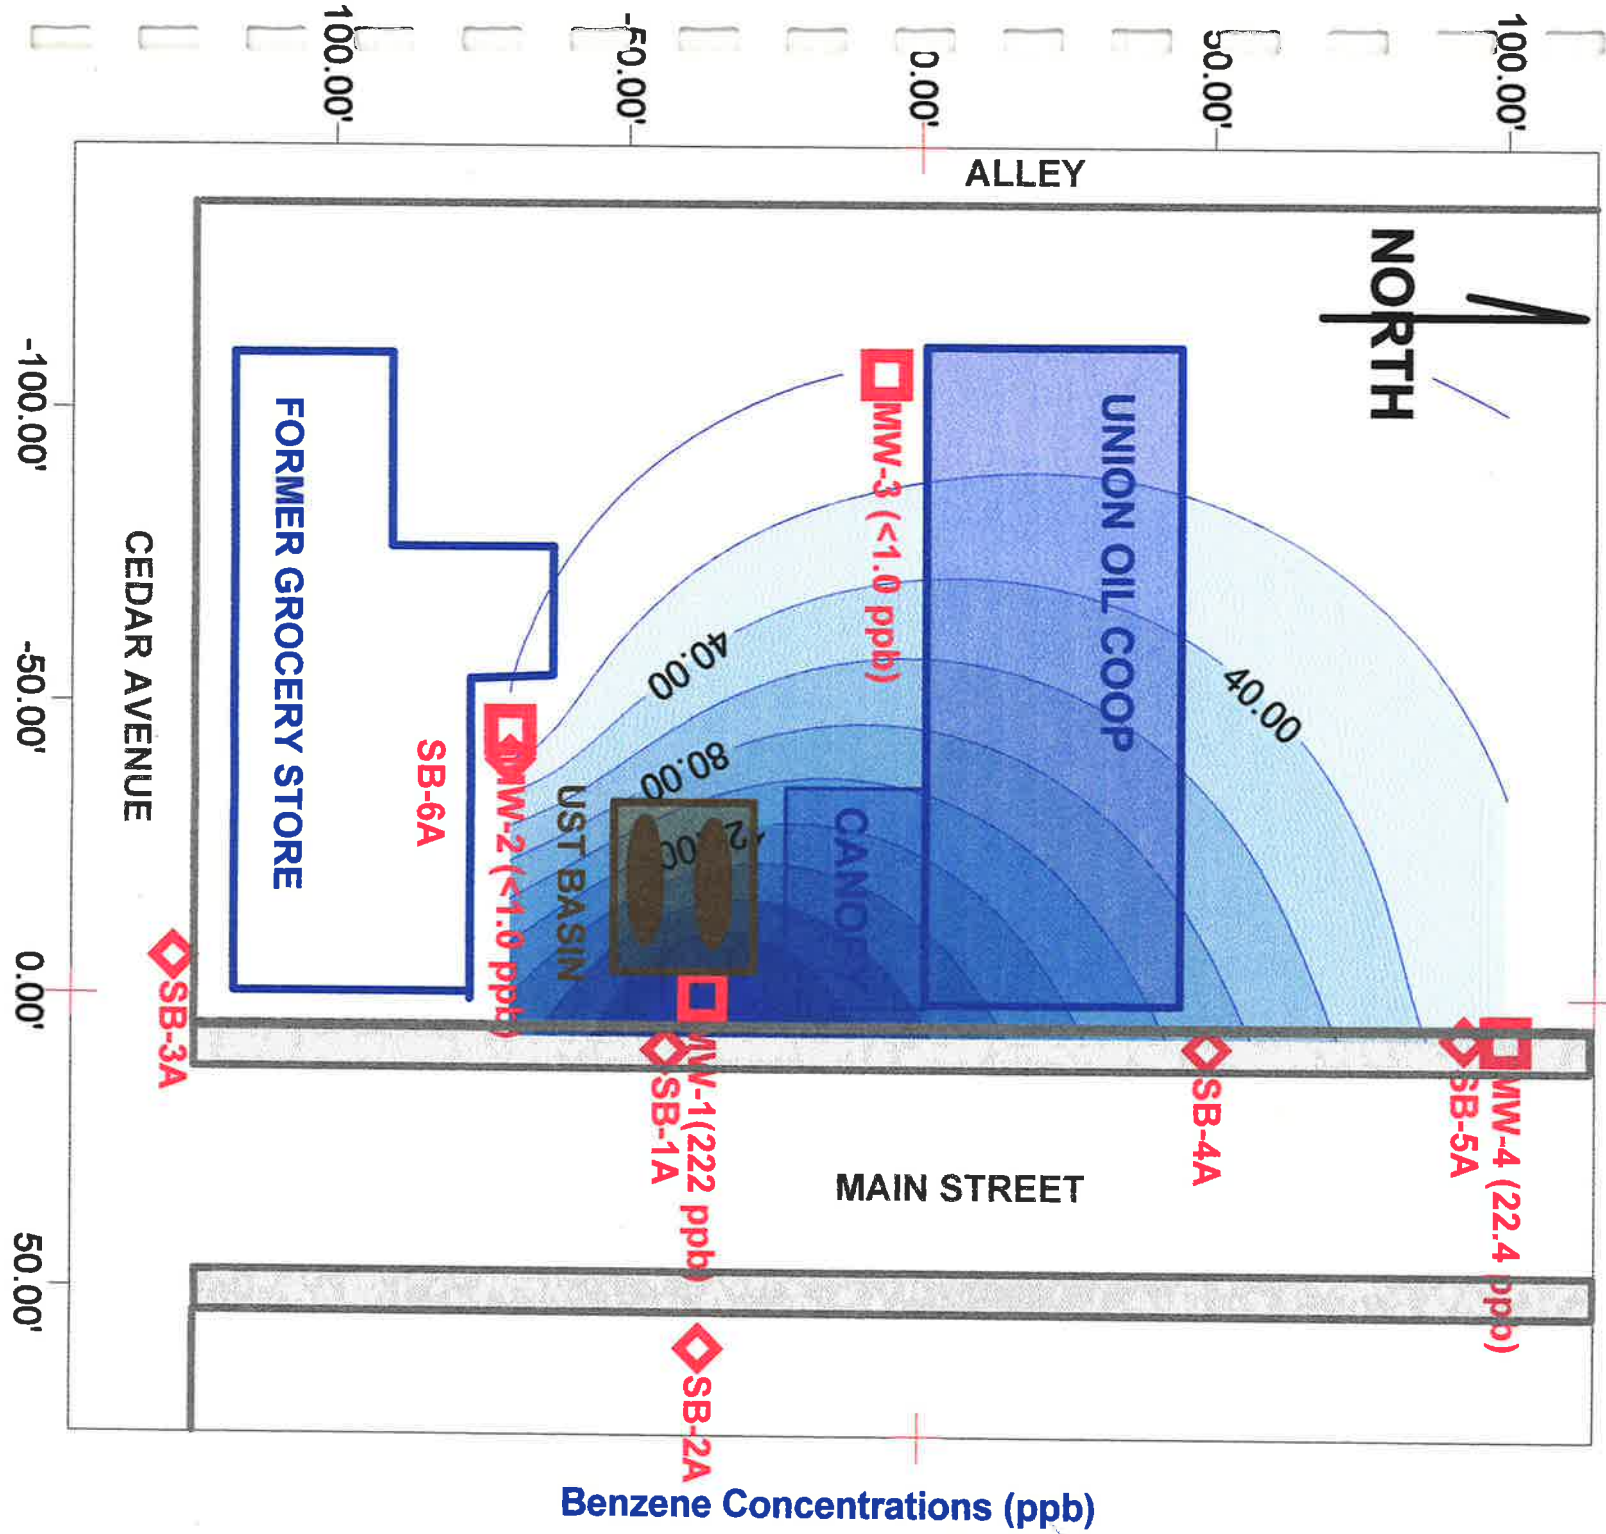 100.00'
-50.00'
0.00'
50.00'
100.00'
ALLEY
NORTH
-100.00'
-50.00'
0.00'
50.00'
UNION OIL COOP
MW-3 (<1.0 ppb)
FORMER GROCERY STORE
CEDAR AVENUE
40.00
40.00
80.00
SB-6A
MW-2 (<1.0 ppb)
UST BASIN
SB-3A
MW-1(222 ppb)
SB-1A
SB-4A
SB-5A
MW-4 (22.4 ppb)
MAIN STREET
SB-2A
Benzene Concentrations (ppb)